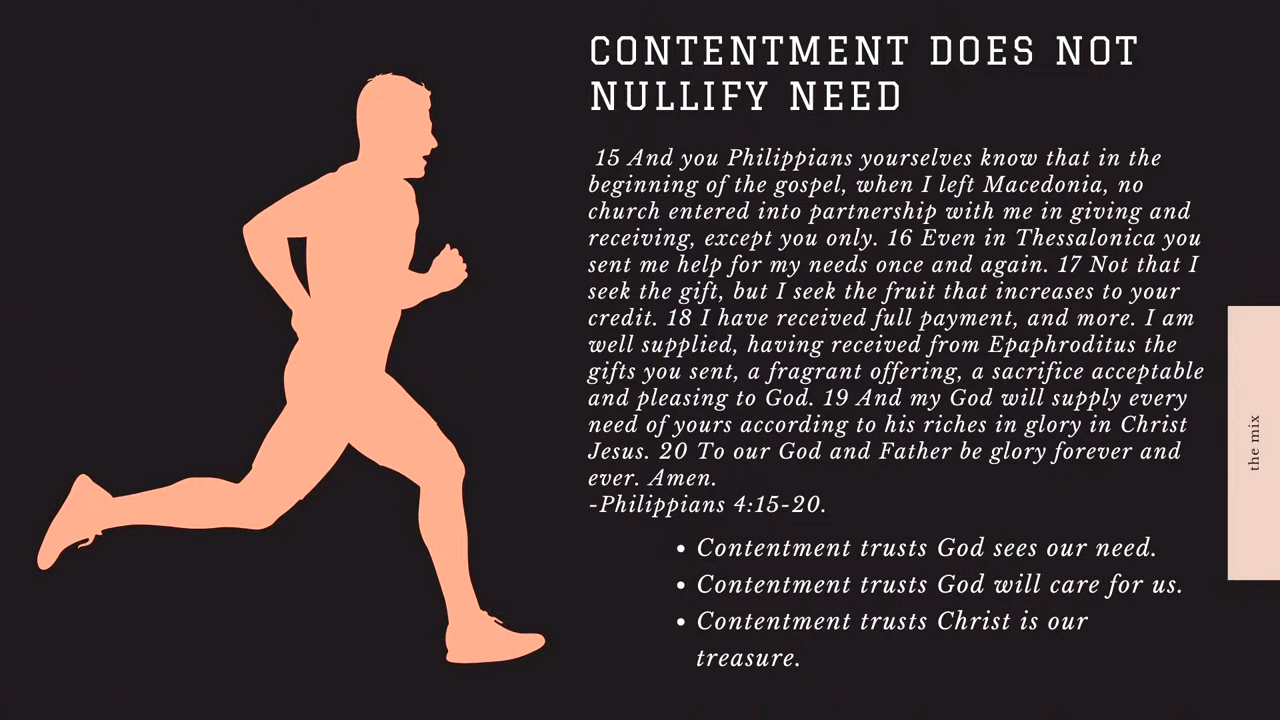 CONTENTMENT DOES NOT
NULLIFY NEED
15 And you Philippians yourselves know that in the
beginning of the gospel, when I left Macedonia, no
church entered into partnership with me in giving and
receiving, except you only. 16 Even in Thessalonica you
sent me help for my needs once and again. 17 Not that I
seek the gift, but I seek the fruit that increases to your
credit. 18 I have received full payment, and more. I am
well supplied, having received from Epaphroditus the
gifts you sent, a fragrant offering, a sacrifice acceptable
and pleasing to God. 19 And my God will supply every
need of yours according to his riches in glory in Christ
Jesus. 20 To our God and Father be glory forever and
ever. Amen.
-Philippians 4:15-20.
• Contentment trusts God sees our need.
• Contentment trusts God will care for us.
• Contentment trusts Christ is our
treasure.
the mix